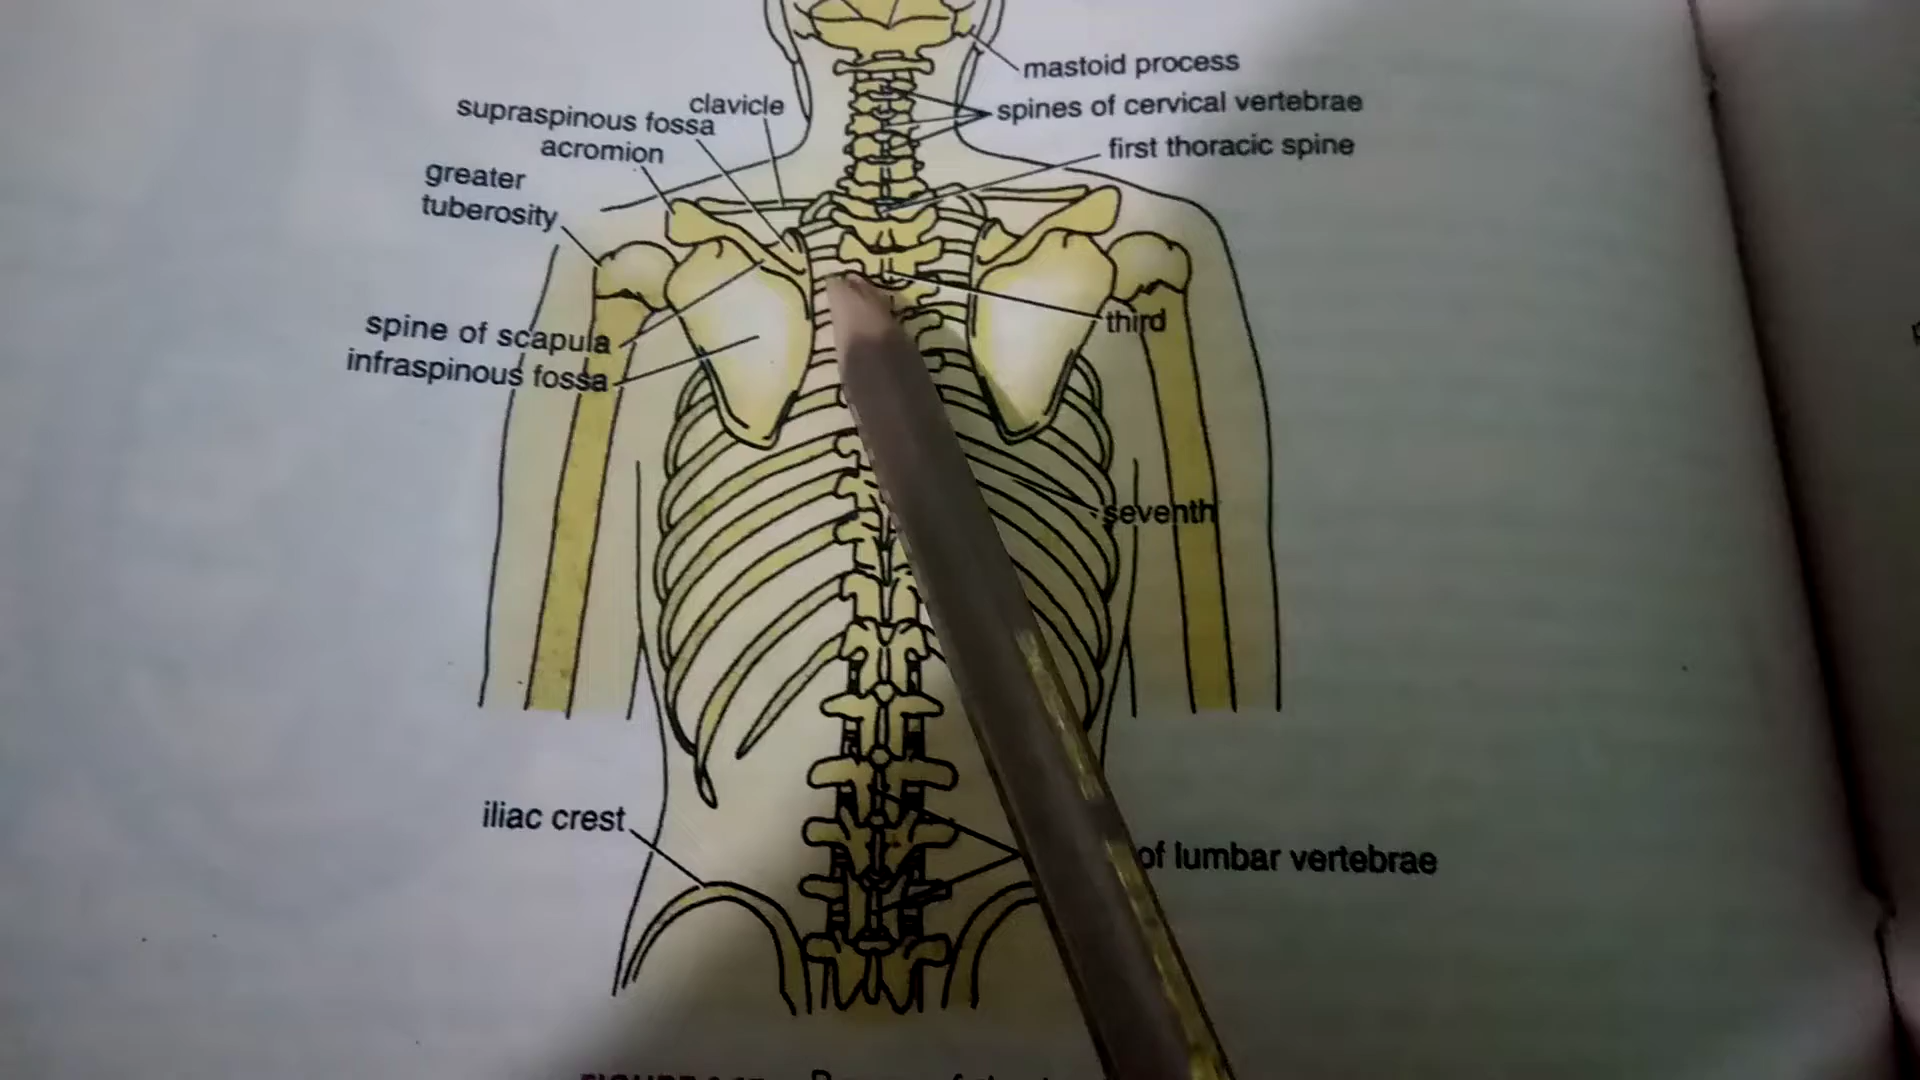 mastoid process
clavicle
spines of cervical vertebrae
supraspinous fossa
acromion
first thoracic spine
greater
tuberosity
third
spine of scapula
infraspinous fossa
seventh
iliac crest
of lumbar vertebrae